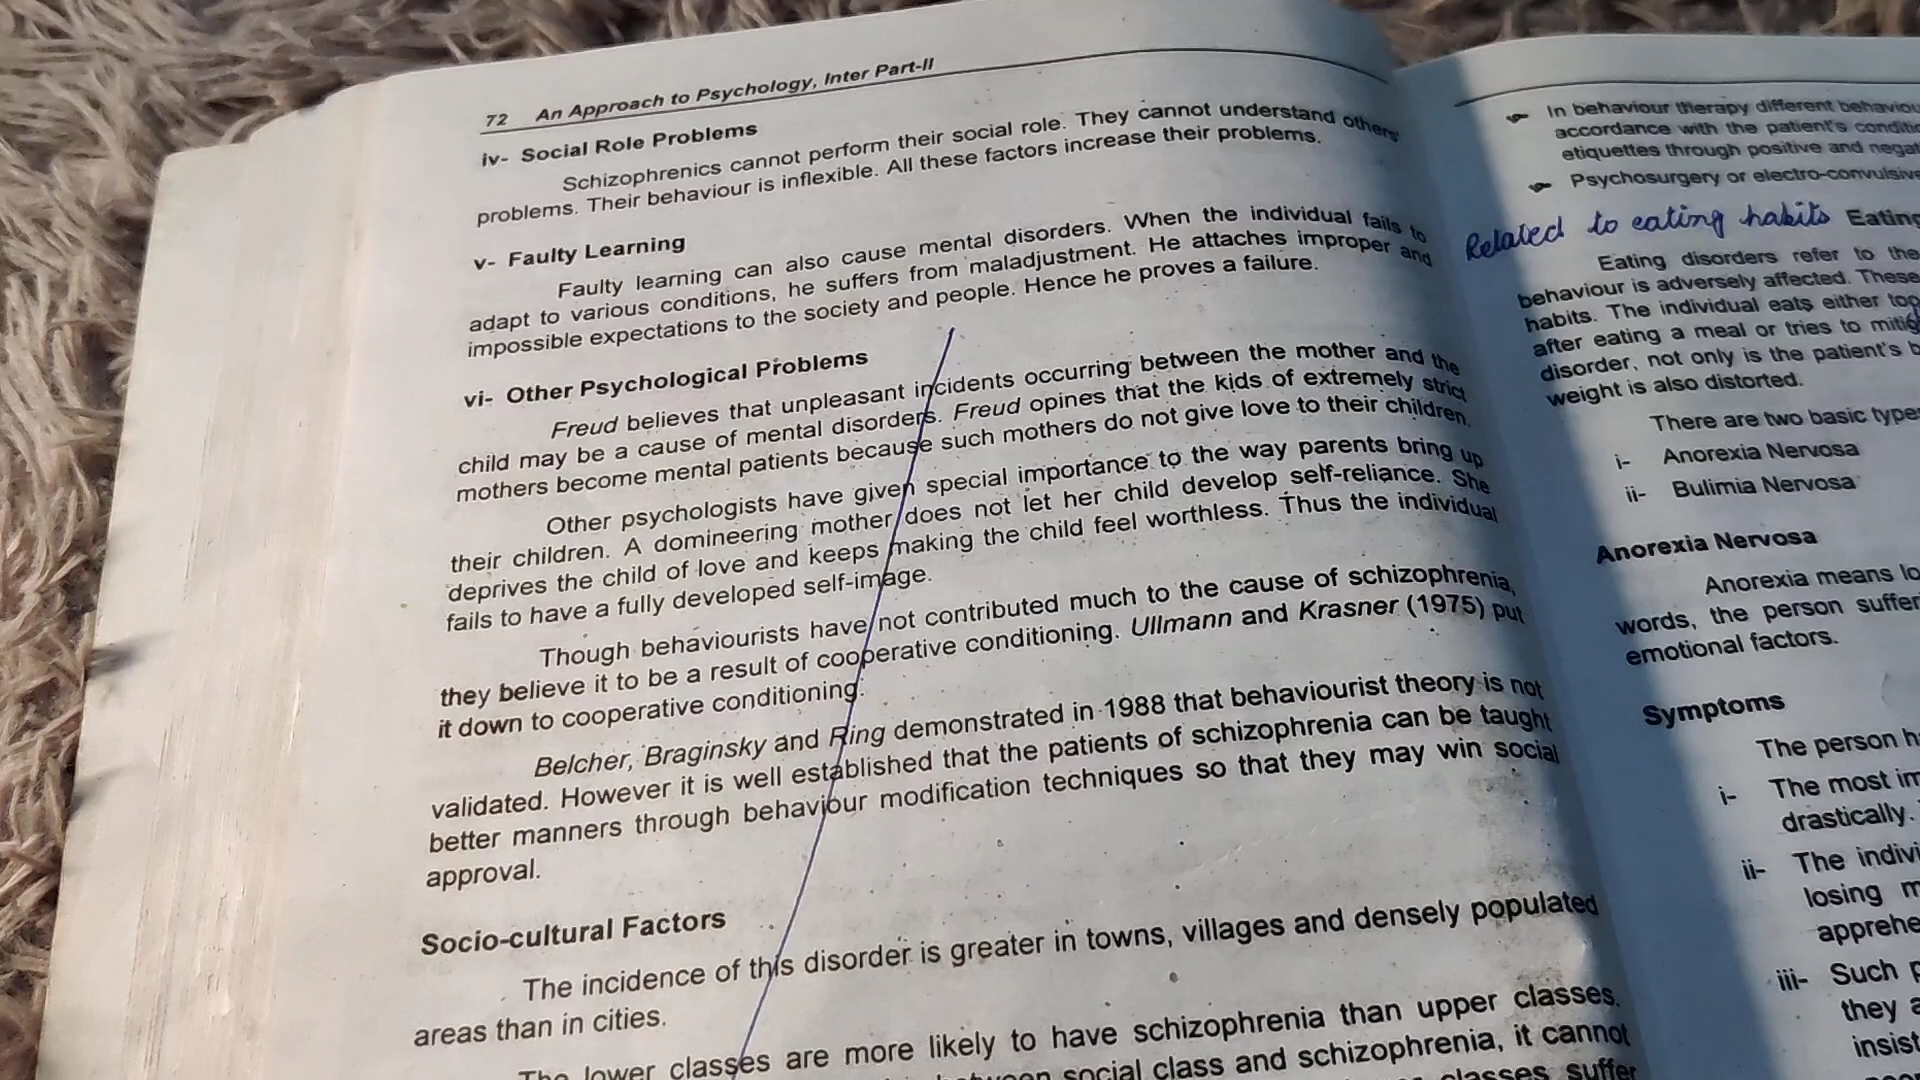 72 An Approach to Psychology, Inter Part-II
iv- Social Role Problems
Schizophrenics cannot perform their social role. They cannot understand others'
problems. Their behaviour is inflexible. All these factors increase their problems.
v- Faulty Learning
Faulty learning can also cause mental disorders. When the individual fails to
adapt to various conditions, he suffers from maladjustment. He attaches improper and
impossible expectations to the society and people. Hence he proves a failure.
vi- Other Psychological Problems
Freud believes that unpleasant incidents occurring between the mother and the
child may be a cause of mental disorders. Freud opines that the kids of extremely strict
mothers become mental patients because such mothers do not give love to their children.
Other psychologists have given special importance to the way parents bring up
their children. A domineering mother does not let her child develop self-reliance. She
deprives the child of love and keeps making the child feel worthless. Thus the individual
fails to have a fully developed self-image.
Though behaviourists have not contributed much to the cause of schizophrenia,
they believe it to be a result of cooperative conditioning. Ullmann and Krasner (1975) put
it down to cooperative conditioning.
Belcher, Braginsky and Ring demonstrated in 1988 that behaviourist theory is not
validated. However it is well established that the patients of schizophrenia can be taught
better manners through behaviour modification techniques so that they may win social
approval.
Socio-cultural Factors
The incidence of this disorder is greater in towns, villages and densely populated
areas than in cities.
The lower classes are more likely to have schizophrenia than upper classes.
between social class and schizophrenia, it cannot
classes suffer
In behaviour therapy different
accordance with the patient's
etiquettes through positive and
Psychosurgery or
Related to eating habits Eating
Eating disorders refer to the
behaviour is adversely affected. These
habits. The individual eats either too
after eating a meal or tries to
disorder, not only is the patient's
weight is also distorted.
There are two basic types
i- Anorexia Nervosa
ii- Bulimia Nervosa
Anorexia Nervosa
Anorexia means
words, the person
emotional factors.
Symptoms
The person
i- The most
drastically.
ii- The
losing
iii- Such
they